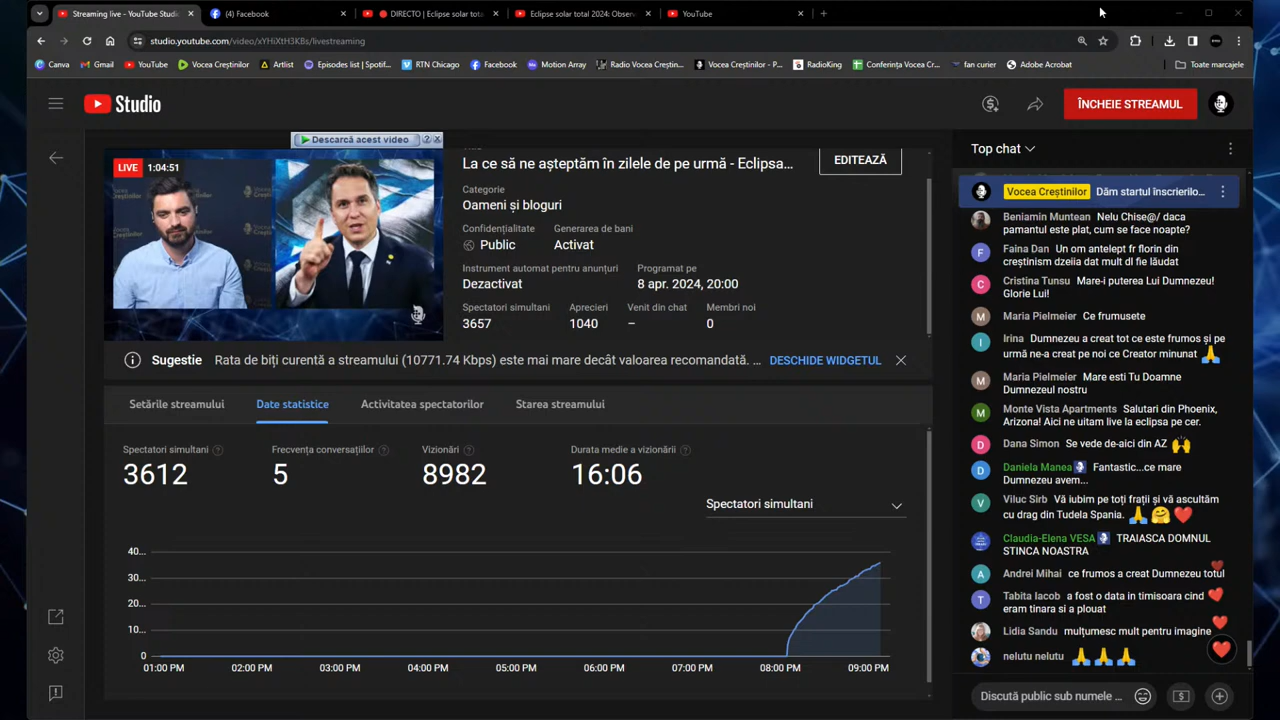 Streaming live - YouTube Studi
(4) Facebook
DIRECTO | Eclipse solar tota
Eclipse solar total 2024: Obser
YouTube
studio.youtube.com/video/xYHiXtH3KBs/livestreaming
Canva
Gmail
YouTube
Vocea Creștinilor
Artlist
Episodes list | Spotif...
RTN Chicago
Facebook
Motion Array
Radio Vocea Creștin...
Vocea Creștinilor - P...
RadioKing
Conferința Vocea Cr...
fan curier
Adobe Acrobat
Toate marcajele
Studio
ÎNCHEIE STREAMUL
Descarcă acest video
LIVE 1:04:51
La ce să ne așteptăm în zilele de pe urmă - Eclipsa...
EDITEAZĂ
Categorie
Oameni și bloguri
Confidențialitate
Generarea de bani
Public
Activat
Instrument automat pentru anunțuri
Programat pe
Dezactivat
8 apr. 2024, 20:00
Spectatori simultani
Aprecieri
Venit din chat
Membri noi
3657
1040
–
0
Sugestie
Rata de biți curentă a streamului (10771.74 Kbps) este mai mare decât valoarea recomandată. ...
DESCHIDE WIDGETUL
Setările streamului
Date statistice
Activitatea spectatorilor
Starea streamului
Spectatori simultani
Frecvența conversațiilor
Vizionări
Durata medie a vizionării
3612
5
8982
16:06
Spectatori simultani
40...
30...
20...
10...
0
01:00 PM
02:00 PM
03:00 PM
04:00 PM
05:00 PM
06:00 PM
07:00 PM
08:00 PM
09:00 PM
Top chat
Vocea Creștinilor Dăm startul înscrierilo...
Beniamin Muntean Nelu Chise@/ daca
pamantul este plat, cum se face noapte?
Faina Dan Un om antelept fr florin din
creștinism dzeiia dat mult dl fie lăudat
Cristina Tunsu Mare-i puterea Lui Dumnezeu!
Glorie Lui!
Maria Pielmeier Ce frumusete
Irina Dumnezeu a creat tot ce este frumos și pe
urmă ne-a creat pe noi ce Creator minunat 🙏
Maria Pielmeier Mare esti Tu Doamne
Dumnezeul nostru
Monte Vista Apartments Salutari din Phoenix,
Arizona! Aici ne uitam live la eclipsa pe cer.
Dana Simon Se vede de-aici din AZ 🙌
Daniela Manea Fantastic...ce mare
Dumnezeu avem...
Viluc Sirb Vă iubim pe toți frații și vă ascultăm
cu drag din Tudela Spania. 🙏🤗❤️
Claudia-Elena VESA TRAIASCA DOMNUL
STINCA NOASTRA
Andrei Mihai ce frumos a creat Dumnezeu totul
Tabita Iacob a fost o data in timisoara cind
eram tinara si a plouat
Lidia Sandu mulțumesc mult pentru imagine
nelutu nelutu 🙏🙏🙏
Discută public sub numele ...